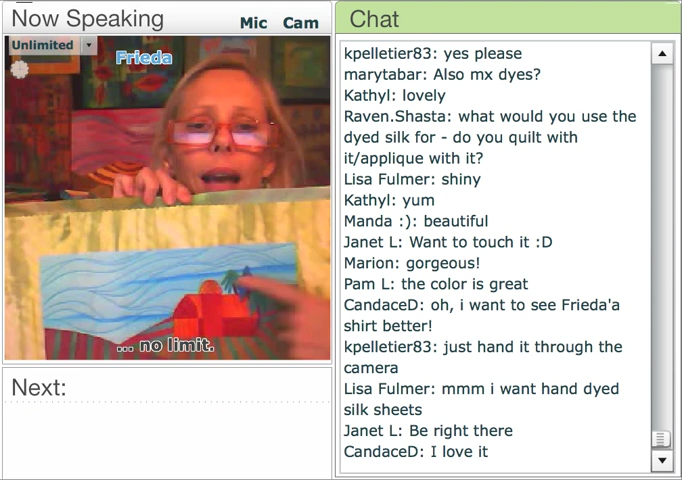 Now Speaking
Mic Cam
Unlimited
Frieda
... no limit.
Next:
Chat
kpelletier83: yes please
marytabar: Also mx dyes?
Kathyl: lovely
Raven.Shasta: what would you use the
dyed silk for - do you quilt with
it/applique with it?
Lisa Fulmer: shiny
Kathyl: yum
Manda :): beautiful
Janet L: Want to touch it :D
Marion: gorgeous!
Pam L: the color is great
CandaceD: oh, i want to see Frieda'a
shirt better!
kpelletier83: just hand it through the
camera
Lisa Fulmer: mmm i want hand dyed
silk sheets
Janet L: Be right there
CandaceD: I love it